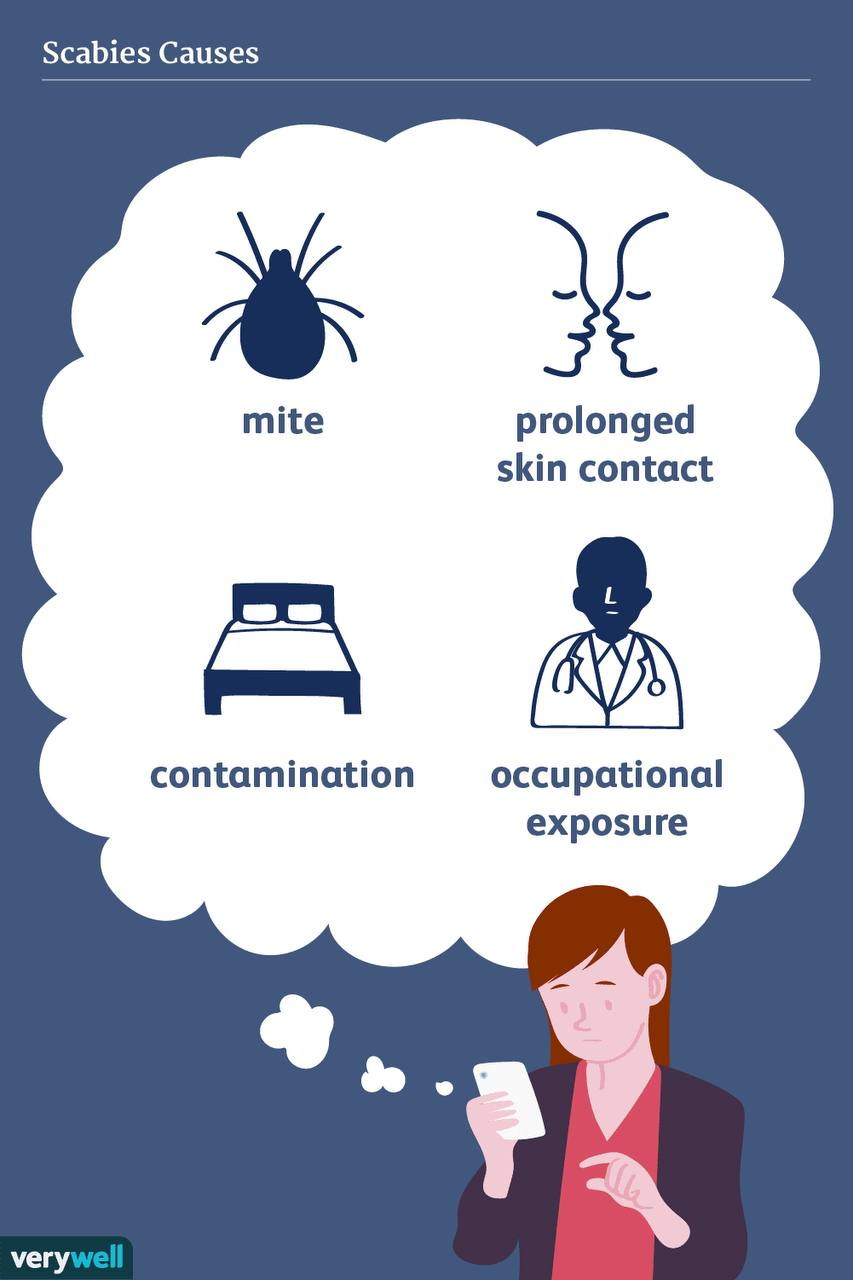 Scabies Causes
mite
prolonged
skin contact
contamination
occupational
exposure
verywell